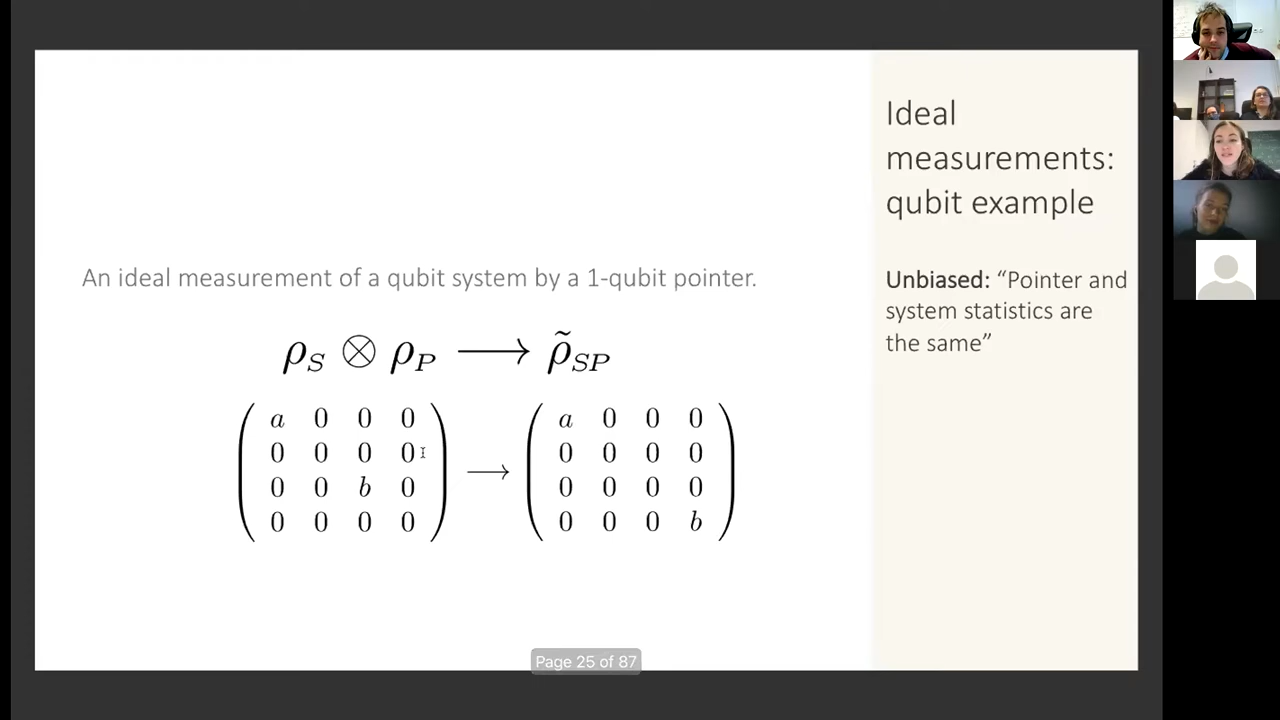 Ideal
measurements:
qubit example
An ideal measurement of a qubit system by a 1-qubit pointer.
Unbiased: “Pointer and
system statistics are
the same”
ρ_S ⊗ ρ_P ⟶ ρ̃_SP
( a 0 0 0 ) ( a 0 0 0 )
( 0 0 0 0 ) ( 0 0 0 0 )
( 0 0 b 0 ) ⟶ ( 0 0 0 0 )
( 0 0 0 0 ) ( 0 0 0 b )
Page 25 of 87